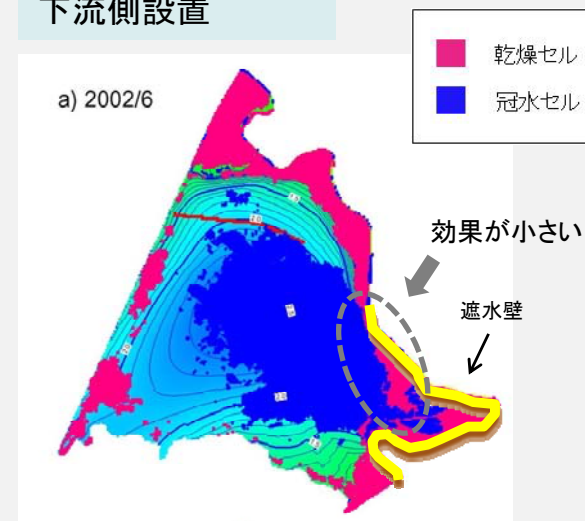 下流側設置
乾燥セル
冠水セル
a) 2002/6
効果が小さい
遮水壁